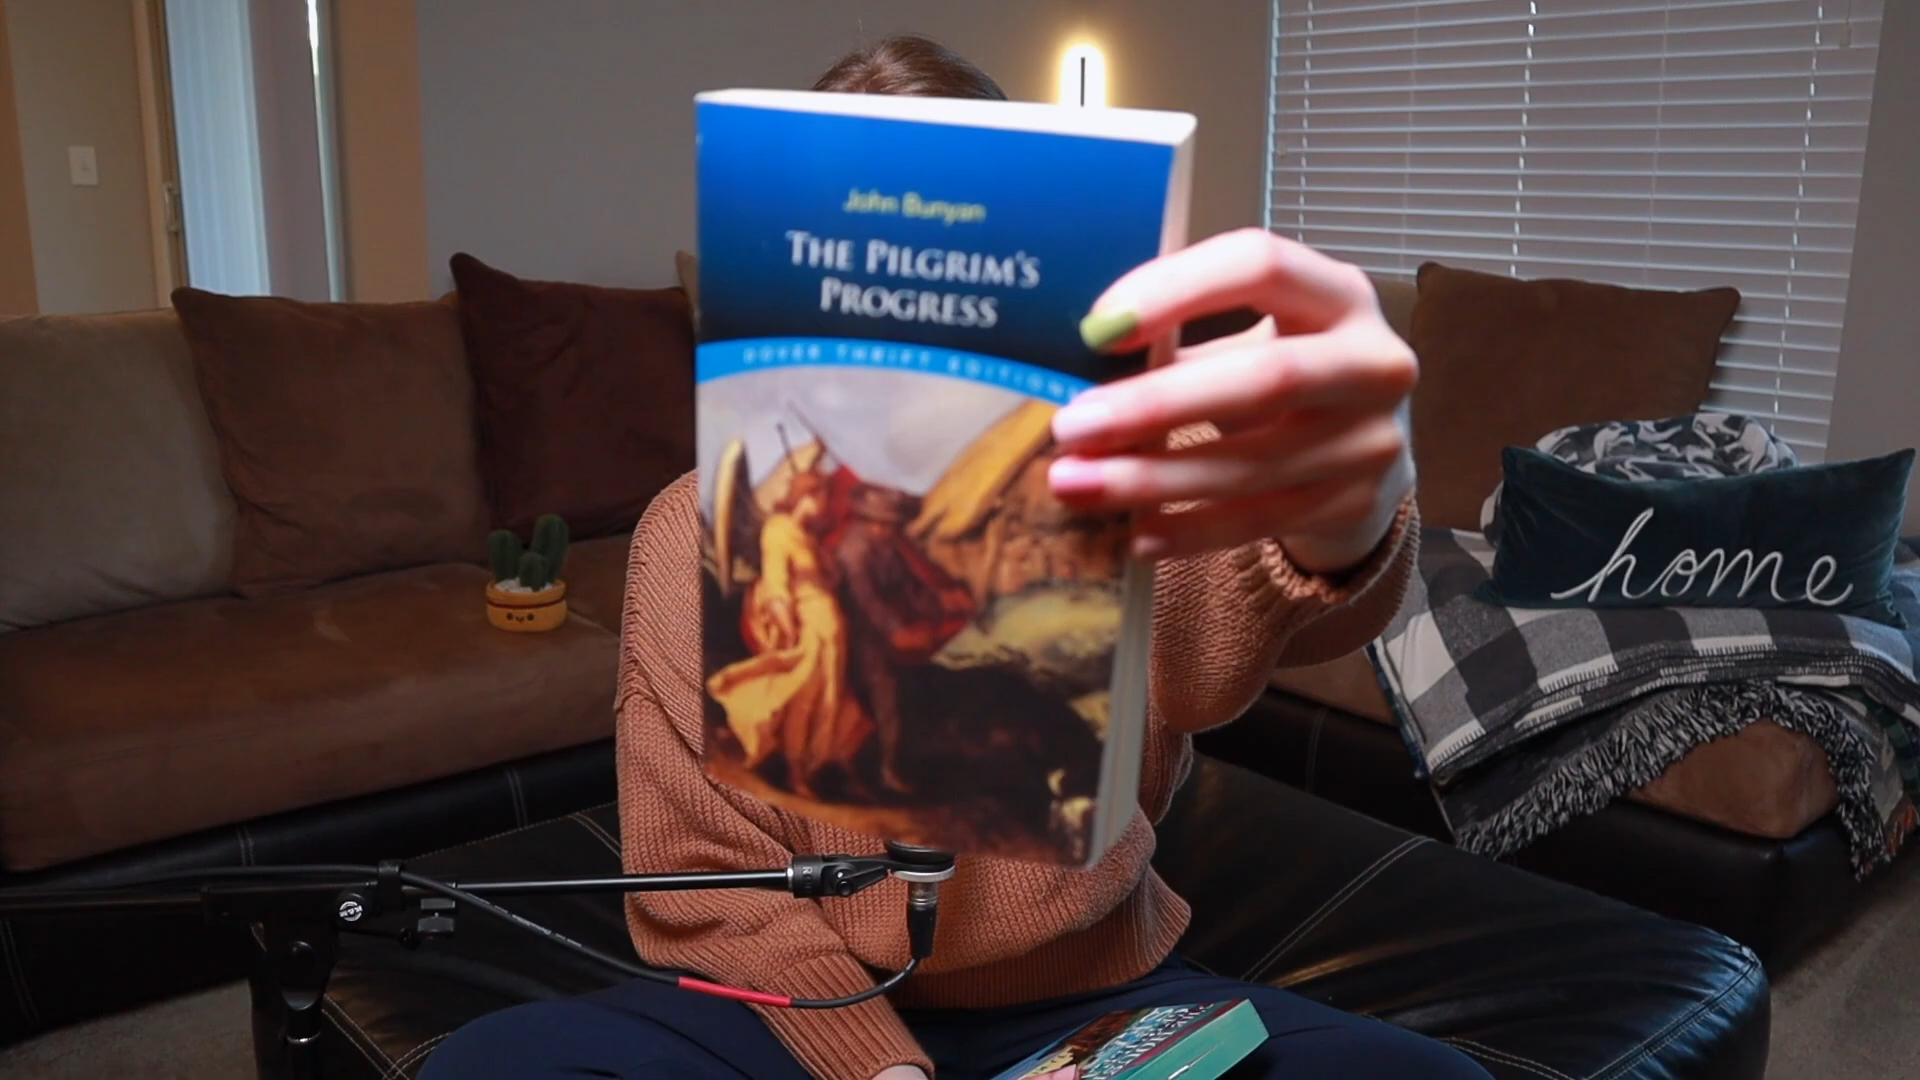 John Bunyan
THE PILGRIM'S
PROGRESS
DOVER THRIFT EDITIONS
home